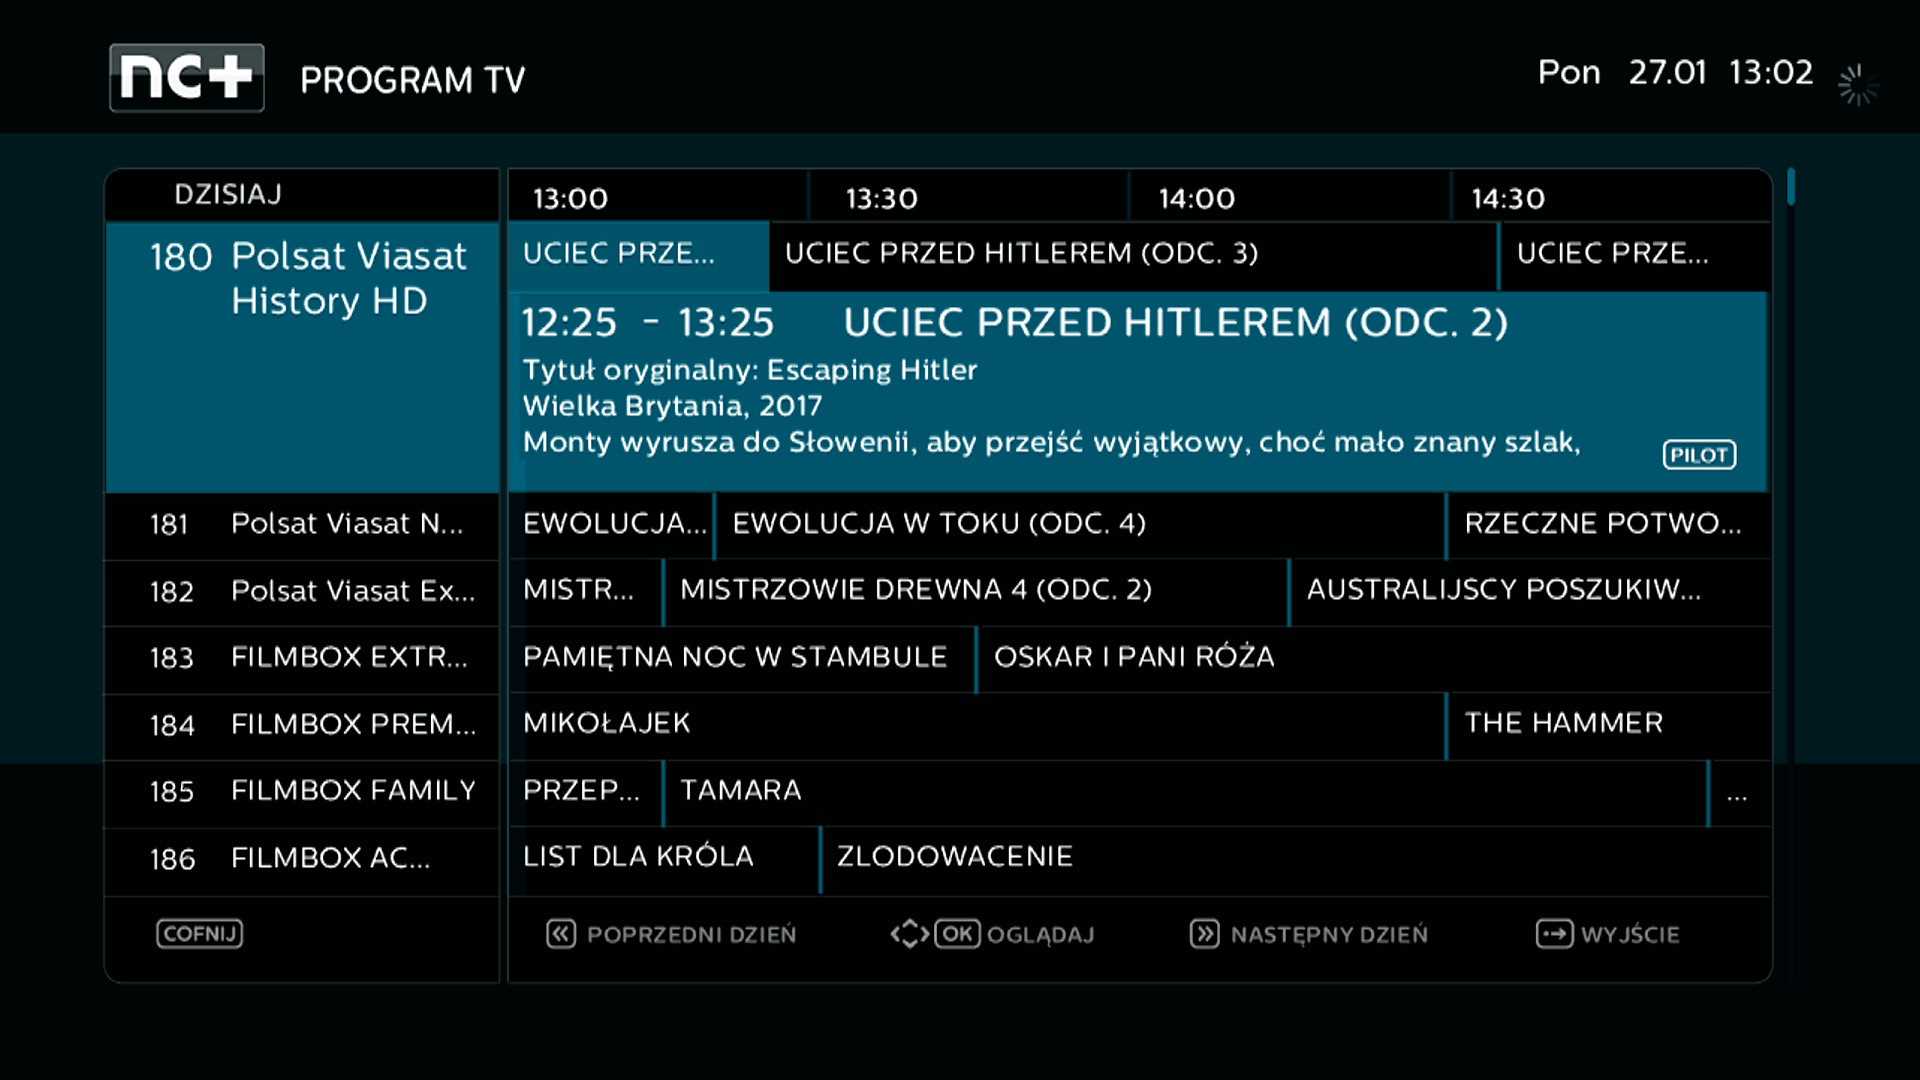 nc+ PROGRAM TV Pon 27.01 13:02
DZISIAJ 13:00 13:30 14:00 14:30
180 Polsat Viasat History HD
UCIEC PRZE... UCIEC PRZED HITLEREM (ODC. 3) UCIEC PRZE...
12:25 - 13:25 UCIEC PRZED HITLEREM (ODC. 2)
Tytuł oryginalny: Escaping Hitler
Wielka Brytania, 2017
Monty wyrusza do Słowenii, aby przejść wyjątkowy, choć mało znany szlak,
PILOT
181 Polsat Viasat N... EWOLUCJA... EWOLUCJA W TOKU (ODC. 4) RZECZNE POTWO...
182 Polsat Viasat Ex... MISTR... MISTRZOWIE DREWNA 4 (ODC. 2) AUSTRALIJSCY POSZUKIW...
183 FILMBOX EXTR... PAMIĘTNA NOC W STAMBULE OSKAR I PANI RÓŻA
184 FILMBOX PREM... MIKOŁAJEK THE HAMMER
185 FILMBOX FAMILY PRZEP... TAMARA ...
186 FILMBOX AC... LIST DLA KRÓLA ZLODOWACENIE
COFNIJ POPRZEDNI DZIEŃ OK OGLĄDAJ NASTĘPNY DZIEŃ WYJŚCIE